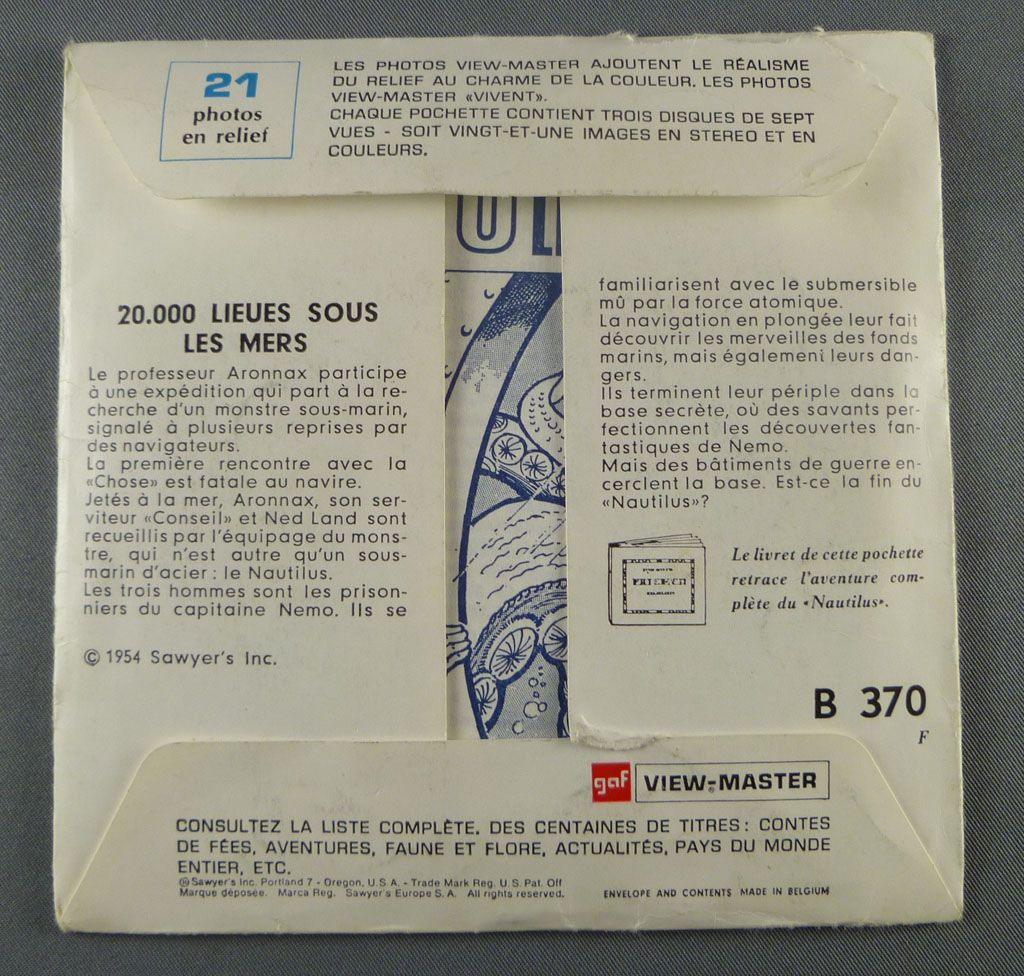 21
photos
en relief
LES PHOTOS VIEW-MASTER AJOUTENT LE RÉALISME
DU RELIEF AU CHARME DE LA COULEUR. LES PHOTOS
VIEW-MASTER «VIVENT».
CHAQUE POCHETTE CONTIENT TROIS DISQUES DE SEPT
VUES - SOIT VINGT-ET-UNE IMAGES EN STEREO ET EN
COULEURS.
20.000 LIEUES SOUS
LES MERS
Le professeur Aronnax participe
à une expédition qui part à la re-
cherche d'un monstre sous-marin,
signalé à plusieurs reprises par
des navigateurs.
La première rencontre avec la
«Chose» est fatale au navire.
Jetés à la mer, Aronnax, son ser-
viteur «Conseil» et Ned Land sont
recueillis par l'équipage du mons-
tre, qui n'est autre qu'un sous-
marin d'acier : le Nautilus.
Les trois hommes sont les prison-
niers du capitaine Nemo. Ils se
© 1954 Sawyer's Inc.
familiarisent avec le submersible
mû par la force atomique.
La navigation en plongée leur fait
découvrir les merveilles des fonds
marins, mais également leurs dan-
gers.
Ils terminent leur périple dans la
base secrète, où des savants per-
fectionnent les découvertes fan-
tastiques de Nemo.
Mais des bâtiments de guerre en-
cerclent la base. Est-ce la fin du
«Nautilus»?
Le livret de cette pochette
retrace l'aventure com-
plète du «Nautilus».
B 370
F
gaf VIEW-MASTER
CONSULTEZ LA LISTE COMPLÈTE. DES CENTAINES DE TITRES : CONTES
DE FÉES, AVENTURES, FAUNE ET FLORE, ACTUALITÉS, PAYS DU MONDE
ENTIER, ETC.
© Sawyer's Inc. Portland 7 - Oregon, U.S.A. - Trade Mark Reg. U.S. Pat. Off
Marque déposée. Marca Reg. Sawyer's Europe S.A. All rights reserved.
ENVELOPE AND CONTENTS MADE IN BELGIUM